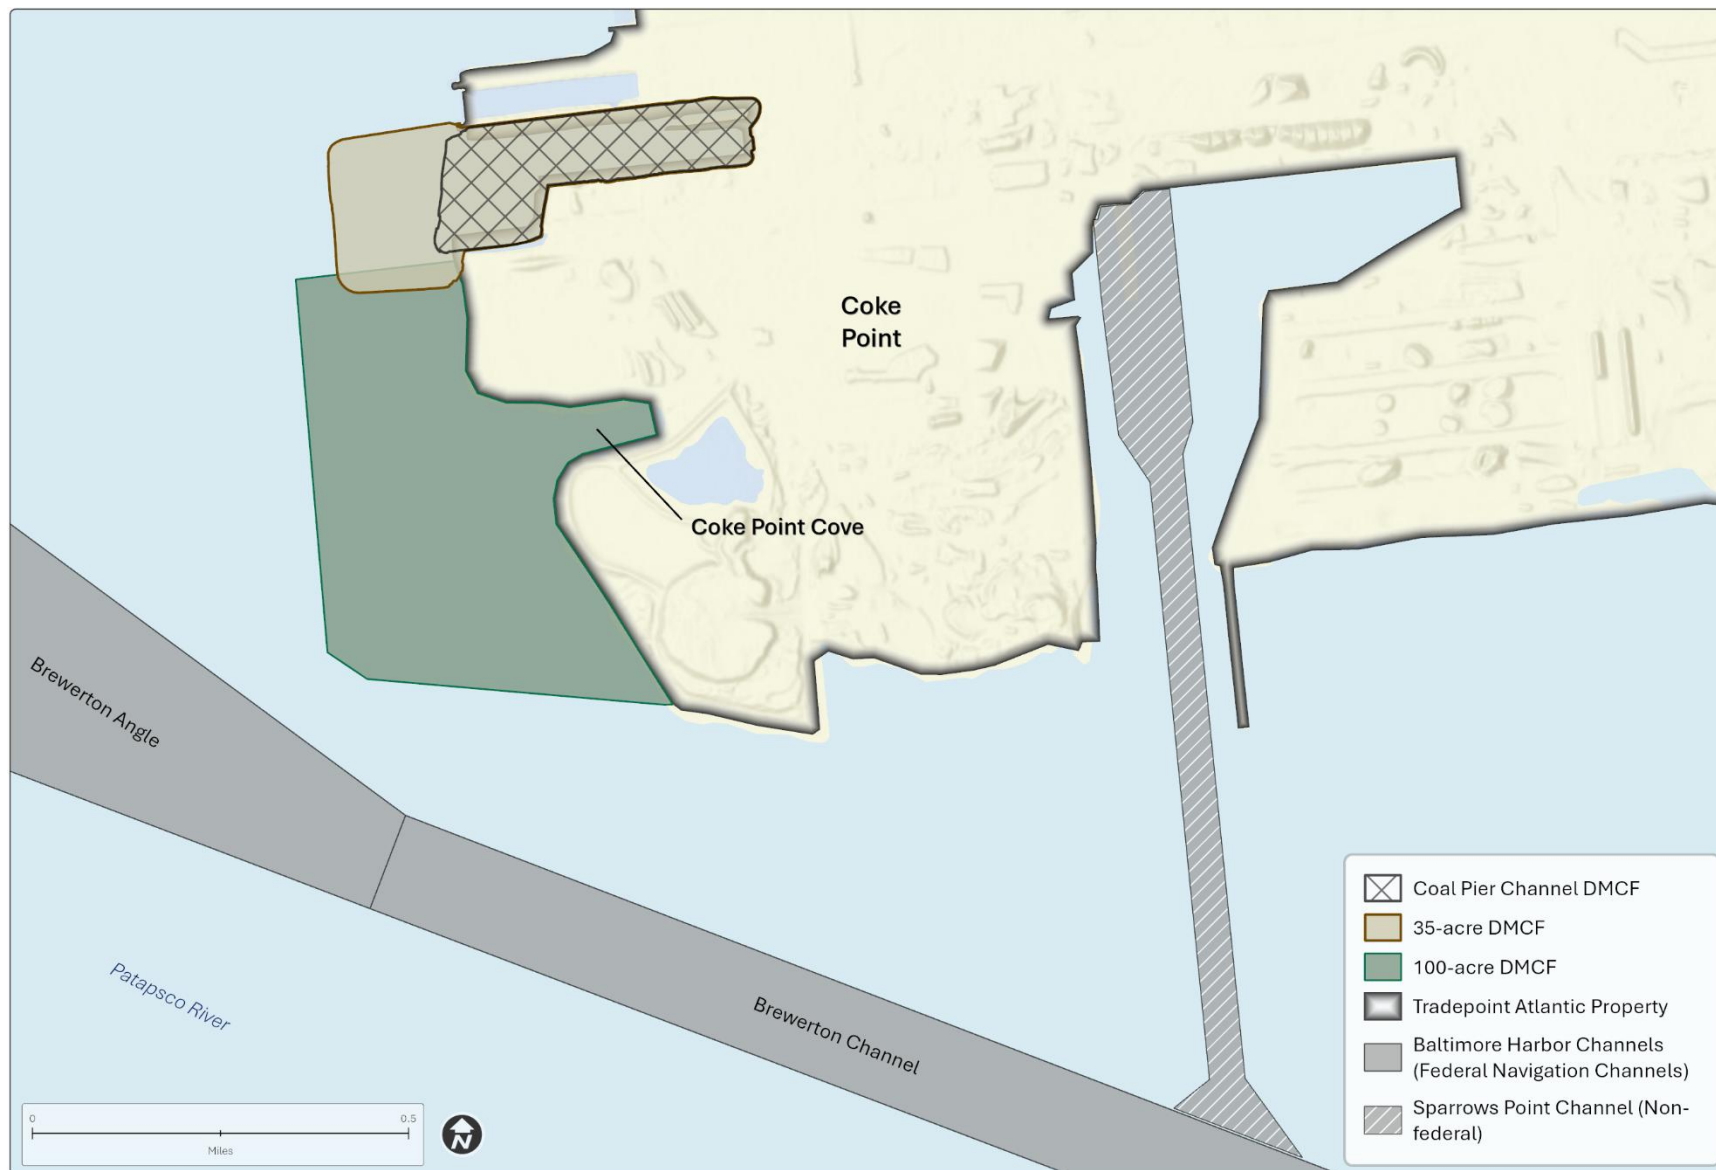 Coke
Point
Coke Point Cove
Brewerton Angle
Patapsco River
Brewerton Channel
Coal Pier Channel DMCF
35-acre DMCF
100-acre DMCF
Tradepoint Atlantic Property
Baltimore Harbor Channels
(Federal Navigation Channels)
Sparrows Point Channel (Non-
federal)
0 0.5
Miles
N